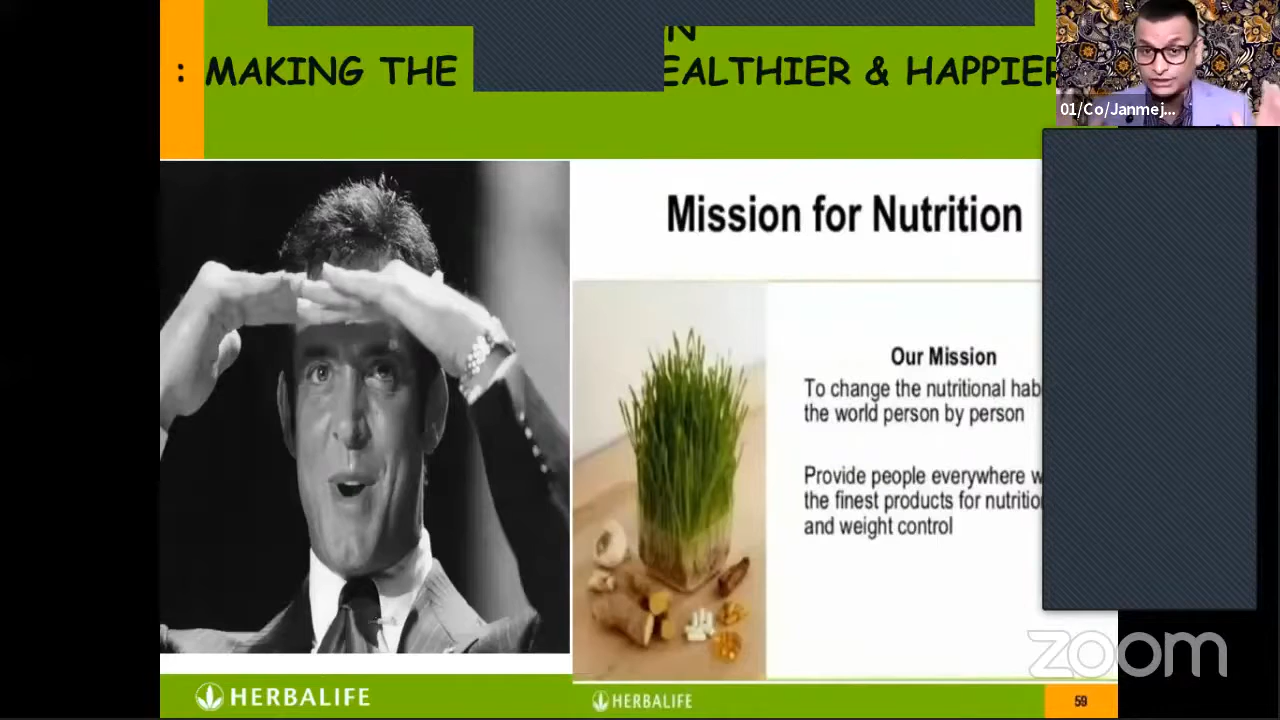 : MAKING THE EALTHIER & HAPPIER
01/Co/Janmej...
Mission for Nutrition
Our Mission
To change the nutritional hab
the world person by person
Provide people everywhere w
the finest products for nutrition
and weight control
HERBALIFE
HERBALIFE
59
zoom